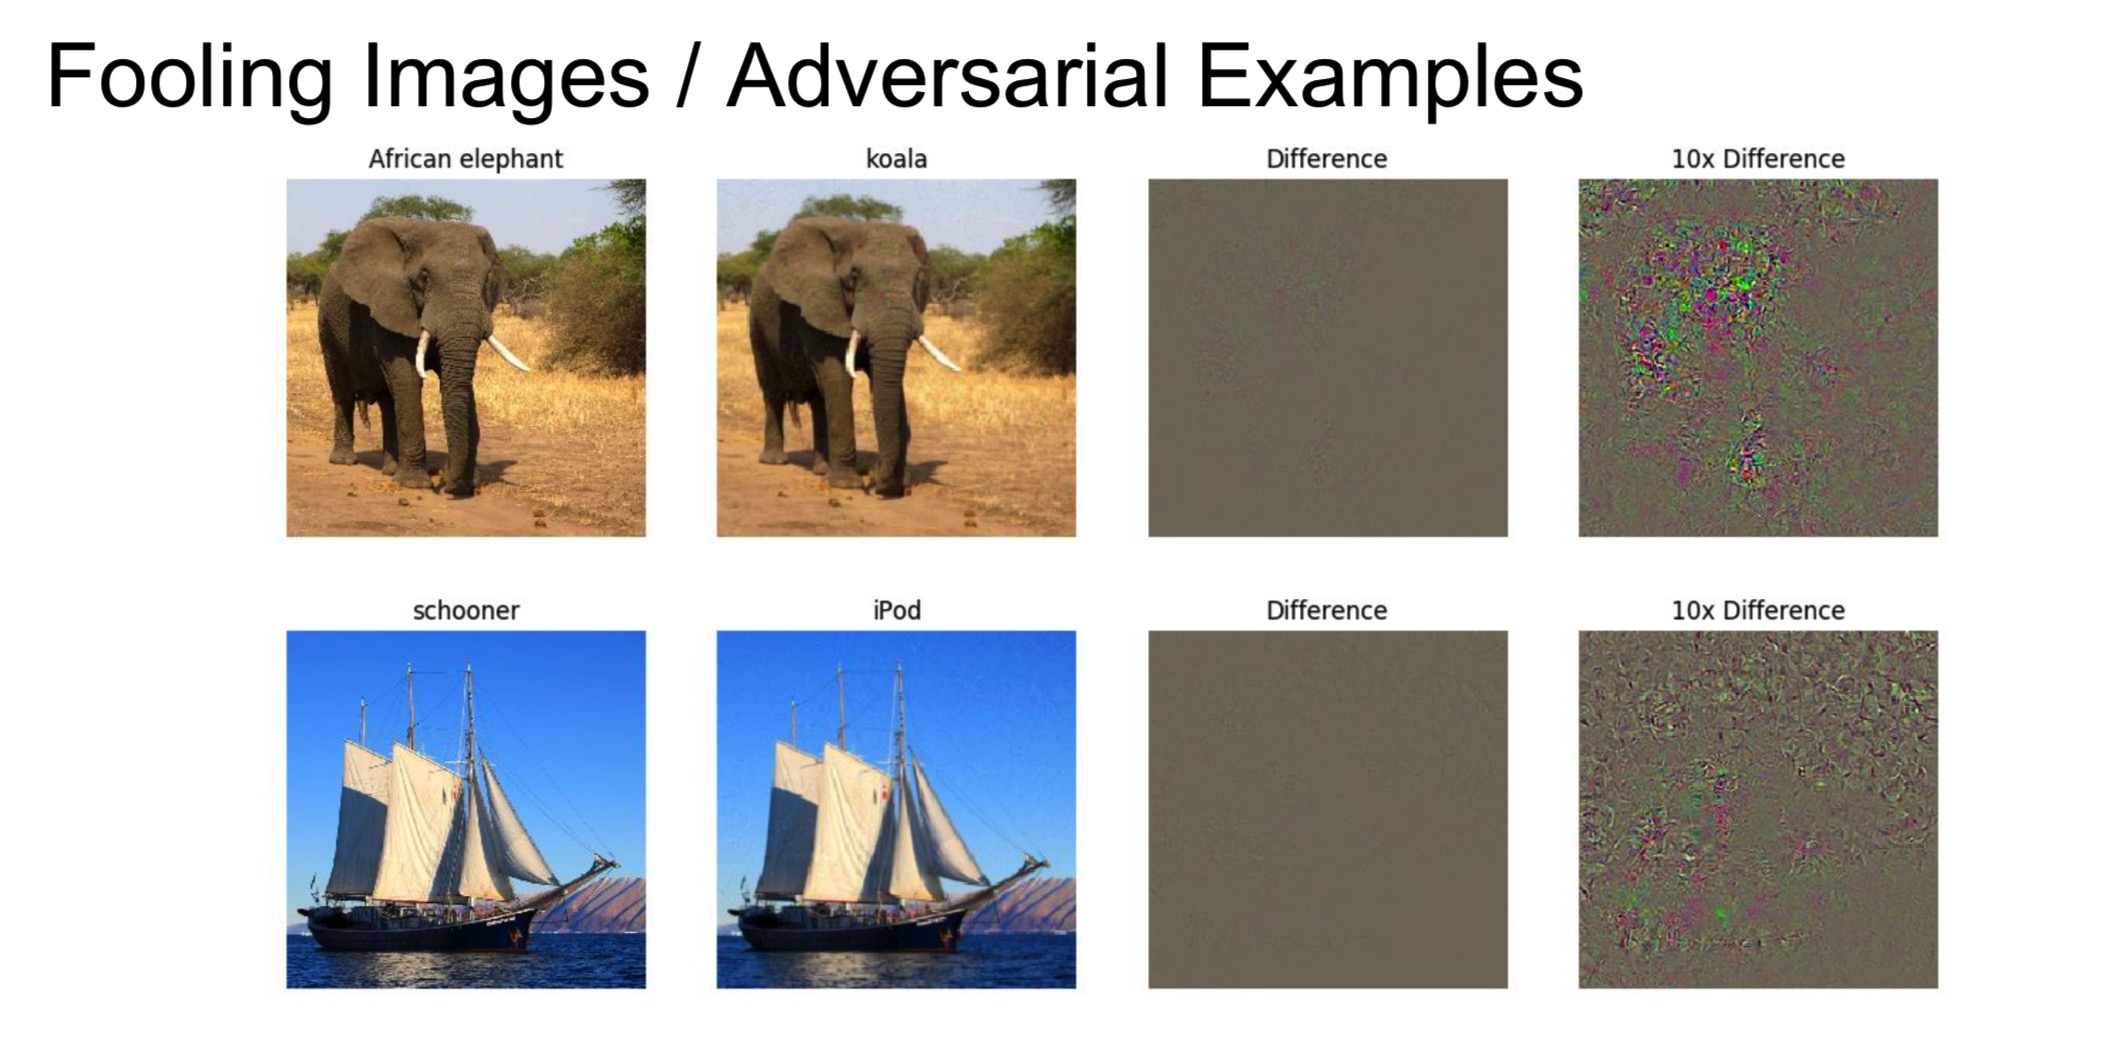 Fooling Images / Adversarial Examples
African elephant
koala
Difference
10x Difference
schooner
iPod
Difference
10x Difference